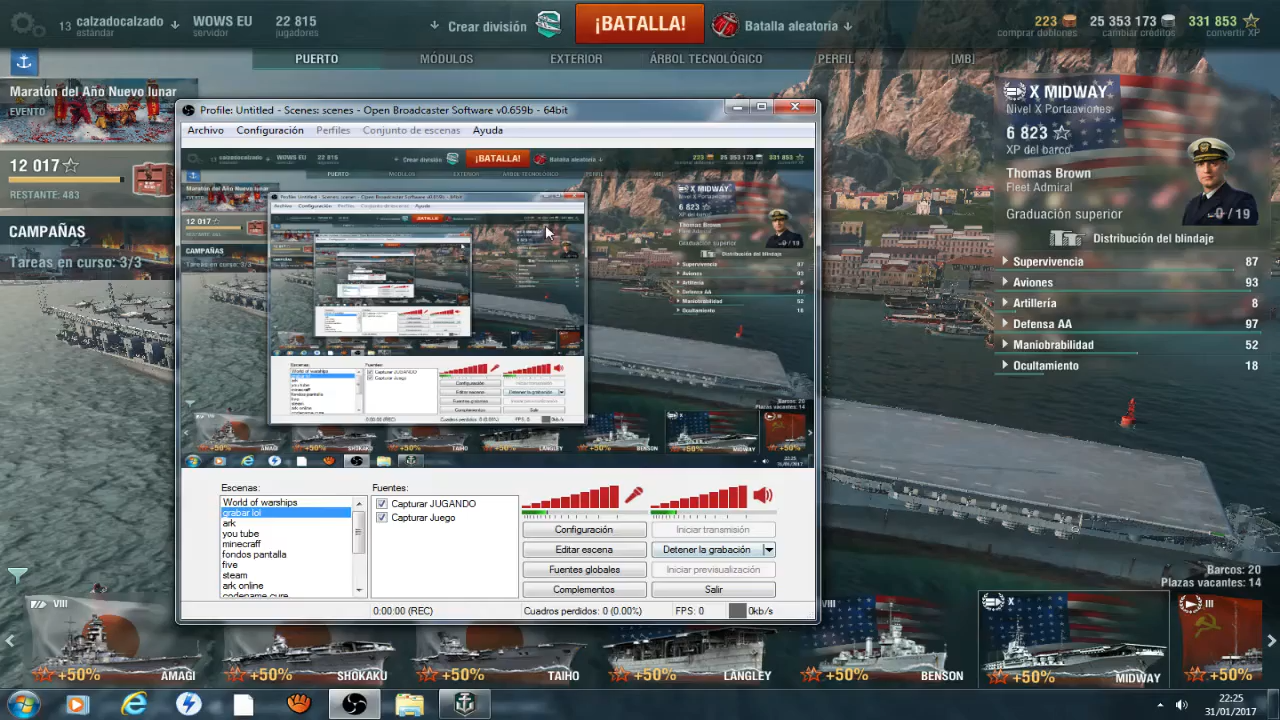 13 calzadocalzado
estándar
WOWS EU
servidor
22 815
jugadores
Crear división
¡BATALLA!
Batalla aleatoria
223
comprar doblones
25 353 173
cambiar créditos
331 853
convertir XP
PUERTO
MÓDULOS
EXTERIOR
ÁRBOL TECNOLÓGICO
PERFIL
[MB]
Maratón del Año Nuevo lunar
EVENTO
12 017
RESTANTE: 483
CAMPAÑAS
Tareas en curso: 3/3
X MIDWAY
Nivel X Portaaviones
6 823
XP del barco
Thomas Brown
Fleet Admiral
Graduación superior
0 / 19
Distribución del blindaje
Supervivencia 87
Aviones 93
Artillería 8
Defensa AA 97
Maniobrabilidad 52
Ocultamiento 18
Profile: Untitled - Scenes: scenes - Open Broadcaster Software v0.659b - 64bit
Archivo Configuración Perfiles Conjunto de escenas Ayuda
Escenas:
World of warships
grabar lol
ark
you tube
minecraff
fondos pantalla
five
steam
ark online
Fuentes:
Capturar JUGANDO
Capturar Juego
Configuración
Iniciar transmisión
Editar escena
Detener la grabación
Fuentes globales
Iniciar previsualización
Complementos
Salir
0:00:00 (REC)
Cuadros perdidos: 0 (0.00%)
FPS: 0
0kb/s
Barcos: 20
Plazas vacantes: 14
VIII
+50% AMAGI
+50% SHOKAKU
+50% TAIHO
+50% LANGLEY
VIII
+50% BENSON
X
+50% MIDWAY
III
+50%
22:25
31/01/2017